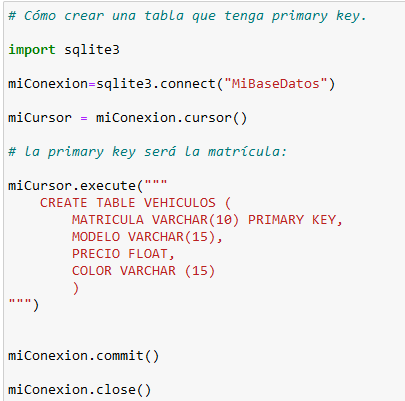 # Cómo crear una tabla que tenga primary key.
import sqlite3
miConexion=sqlite3.connect("MiBaseDatos")
miCursor = miConexion.cursor()
# la primary key será la matrícula:
miCursor.execute("""
    CREATE TABLE VEHICULOS (
        MATRICULA VARCHAR(10) PRIMARY KEY,
        MODELO VARCHAR(15),
        PRECIO FLOAT,
        COLOR VARCHAR (15)
        )
""")
miConexion.commit()
miConexion.close()